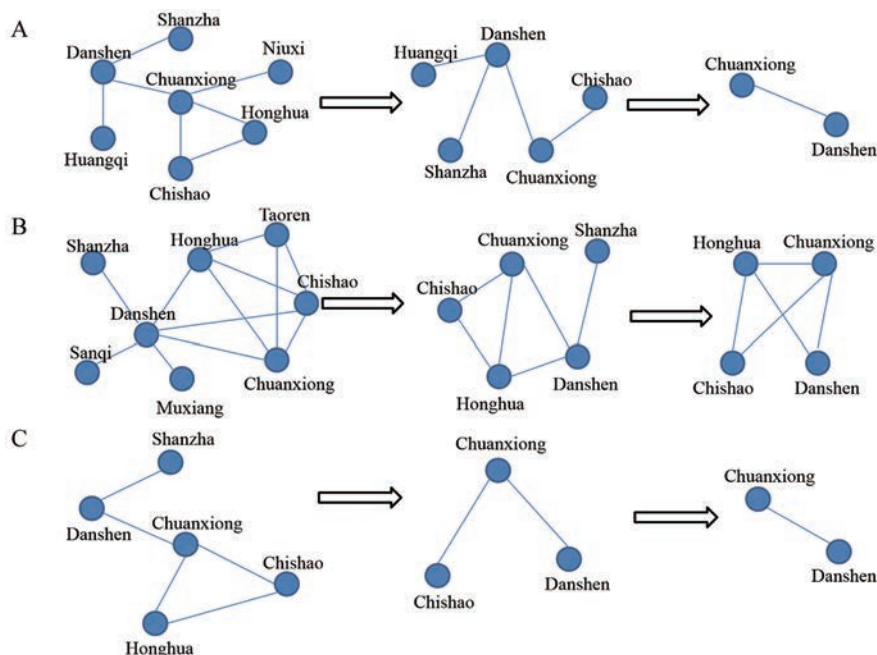 A
Shanzha
Danshen
Niuxi
Chuanxiong
Honghua
Huangqi
Chishao
Danshen
Huangqi
Chishao
Shanzha
Chuanxiong
Chuanxiong
Danshen
B
Taoren
Shanzha
Honghua
Chishao
Danshen
Sanqi
Chuanxiong
Muxiang
Shanzha
Chuanxiong
Chishao
Danshen
Honghua
Honghua
Chuanxiong
Chishao
Danshen
C
Shanzha
Danshen
Chuanxiong
Chishao
Honghua
Chuanxiong
Chishao
Danshen
Chuanxiong
Danshen